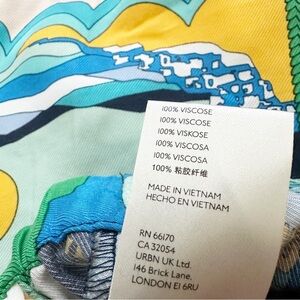 100% VISCOSE
100% VISCOSE
100% VISKOSE
100% VISCOSA
100% VISCOSA
100% 粘胶纤维
MADE IN VIETNAM
HECHO EN VIETNAM
RN 66170
CA 32054
URBN UK Ltd.
146 Brick Lane,
LONDON E1 6RU